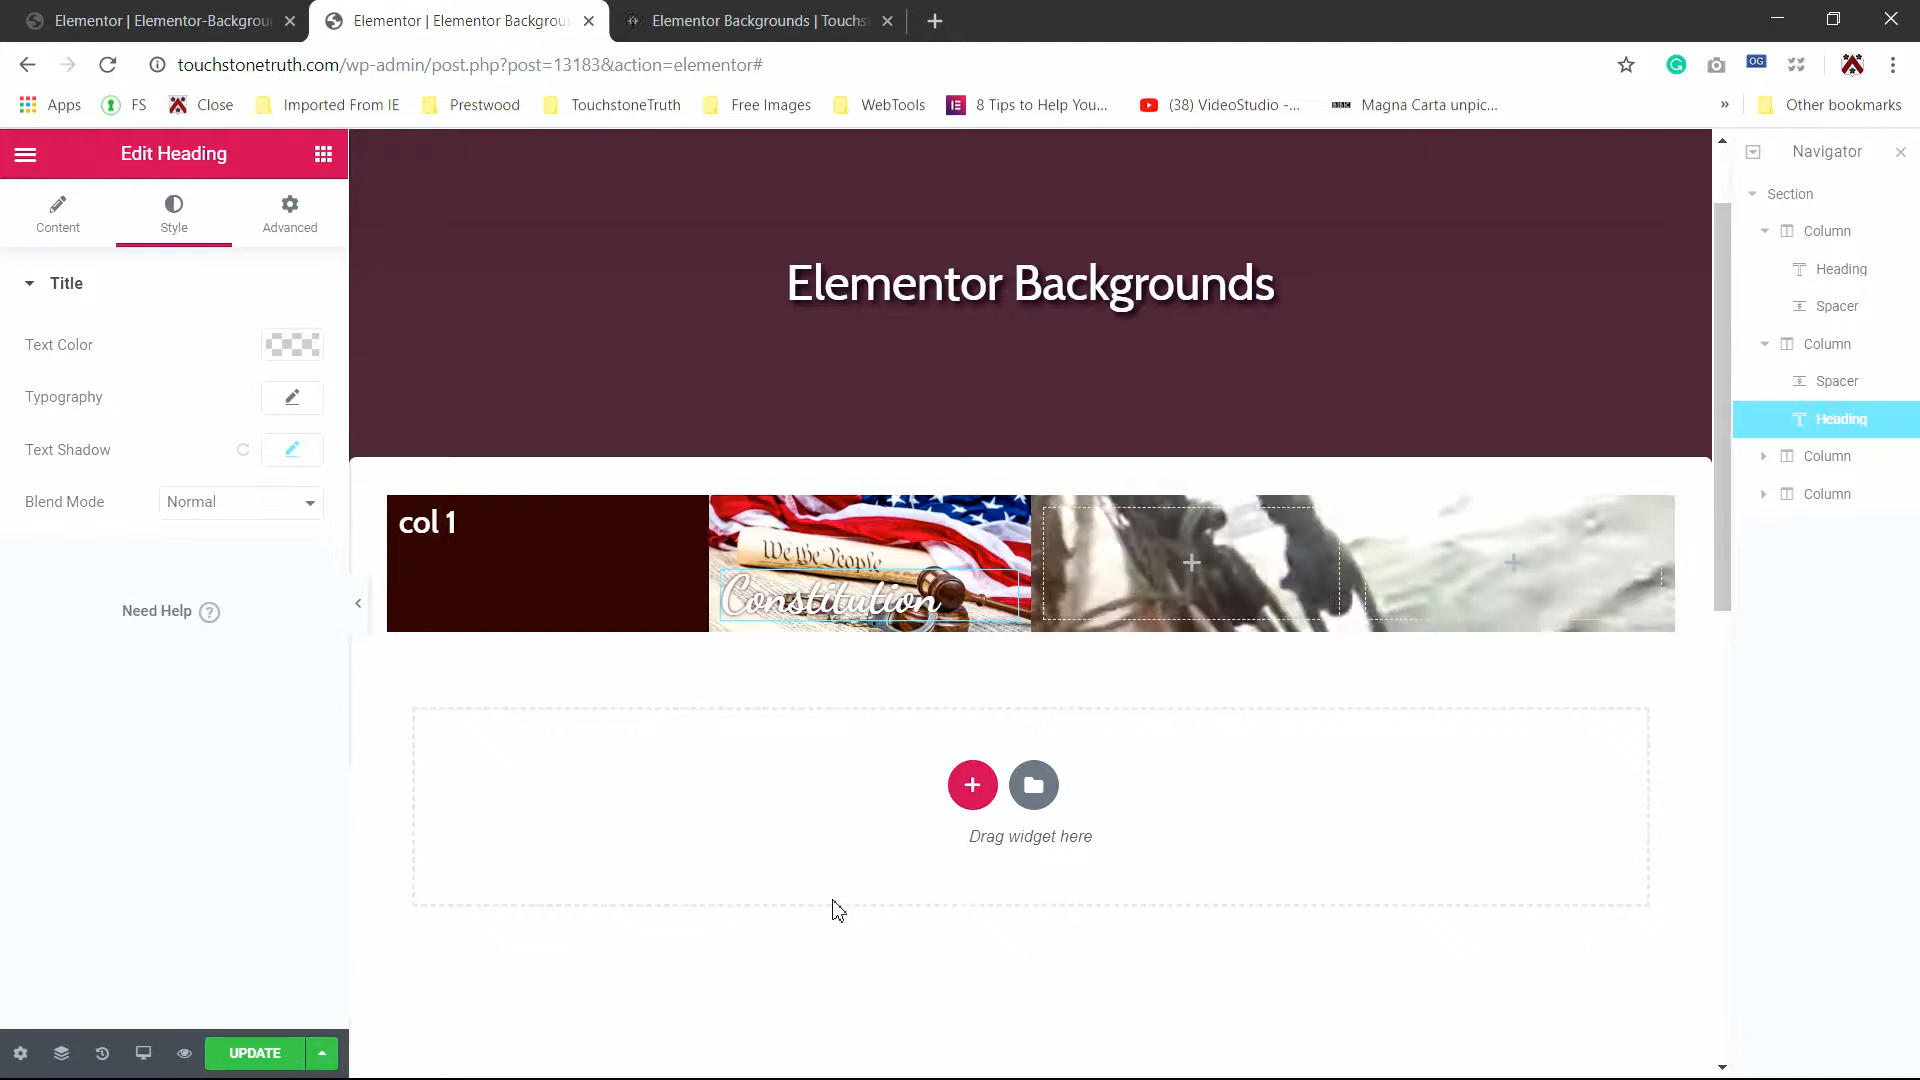 Elementor | Elementor-Backgrou
Elementor | Elementor Backgrou
Elementor Backgrounds | Touchs
touchstonetruth.com/wp-admin/post.php?post=13183&action=elementor#
OG
Apps
FS
Close
Imported From IE
Prestwood
TouchstoneTruth
Free Images
WebTools
8 Tips to Help You...
(38) VideoStudio -...
BBC
Magna Carta unpic...
»
Other bookmarks
Edit Heading
Content
Style
Advanced
Title
Text Color
Typography
Text Shadow
Blend Mode
Normal
Need Help ?
UPDATE
Elementor Backgrounds
col 1
We the People
Constitution
Drag widget here
Navigator
Section
Column
Heading
Spacer
Column
Spacer
Heading
Column
Column